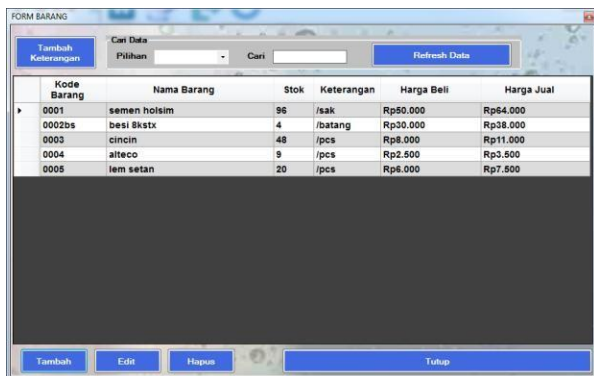 FORM BARANG
Tambah Keterangan
Cari Data
Pilihan
Cari
Refresh Data
Kode Barang Nama Barang Stok Keterangan Harga Beli Harga Jual
0001 semen holsim 96 /sak Rp50.000 Rp64.000
0002bs besi 8kstx 4 /batang Rp30.000 Rp38.000
0003 cincin 48 /pcs Rp8.000 Rp11.000
0004 alteco 9 /pcs Rp2.500 Rp3.500
0005 lem setan 20 /pcs Rp6.000 Rp7.500
Tambah Edit Hapus Tutup